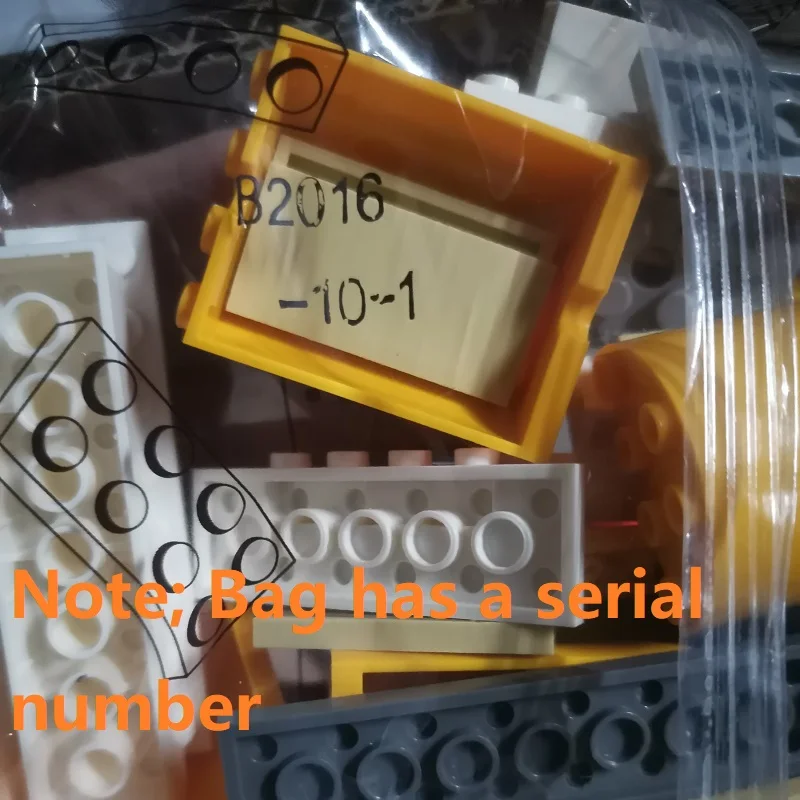 B2016
-10-1
Note; Bag has a serial
number